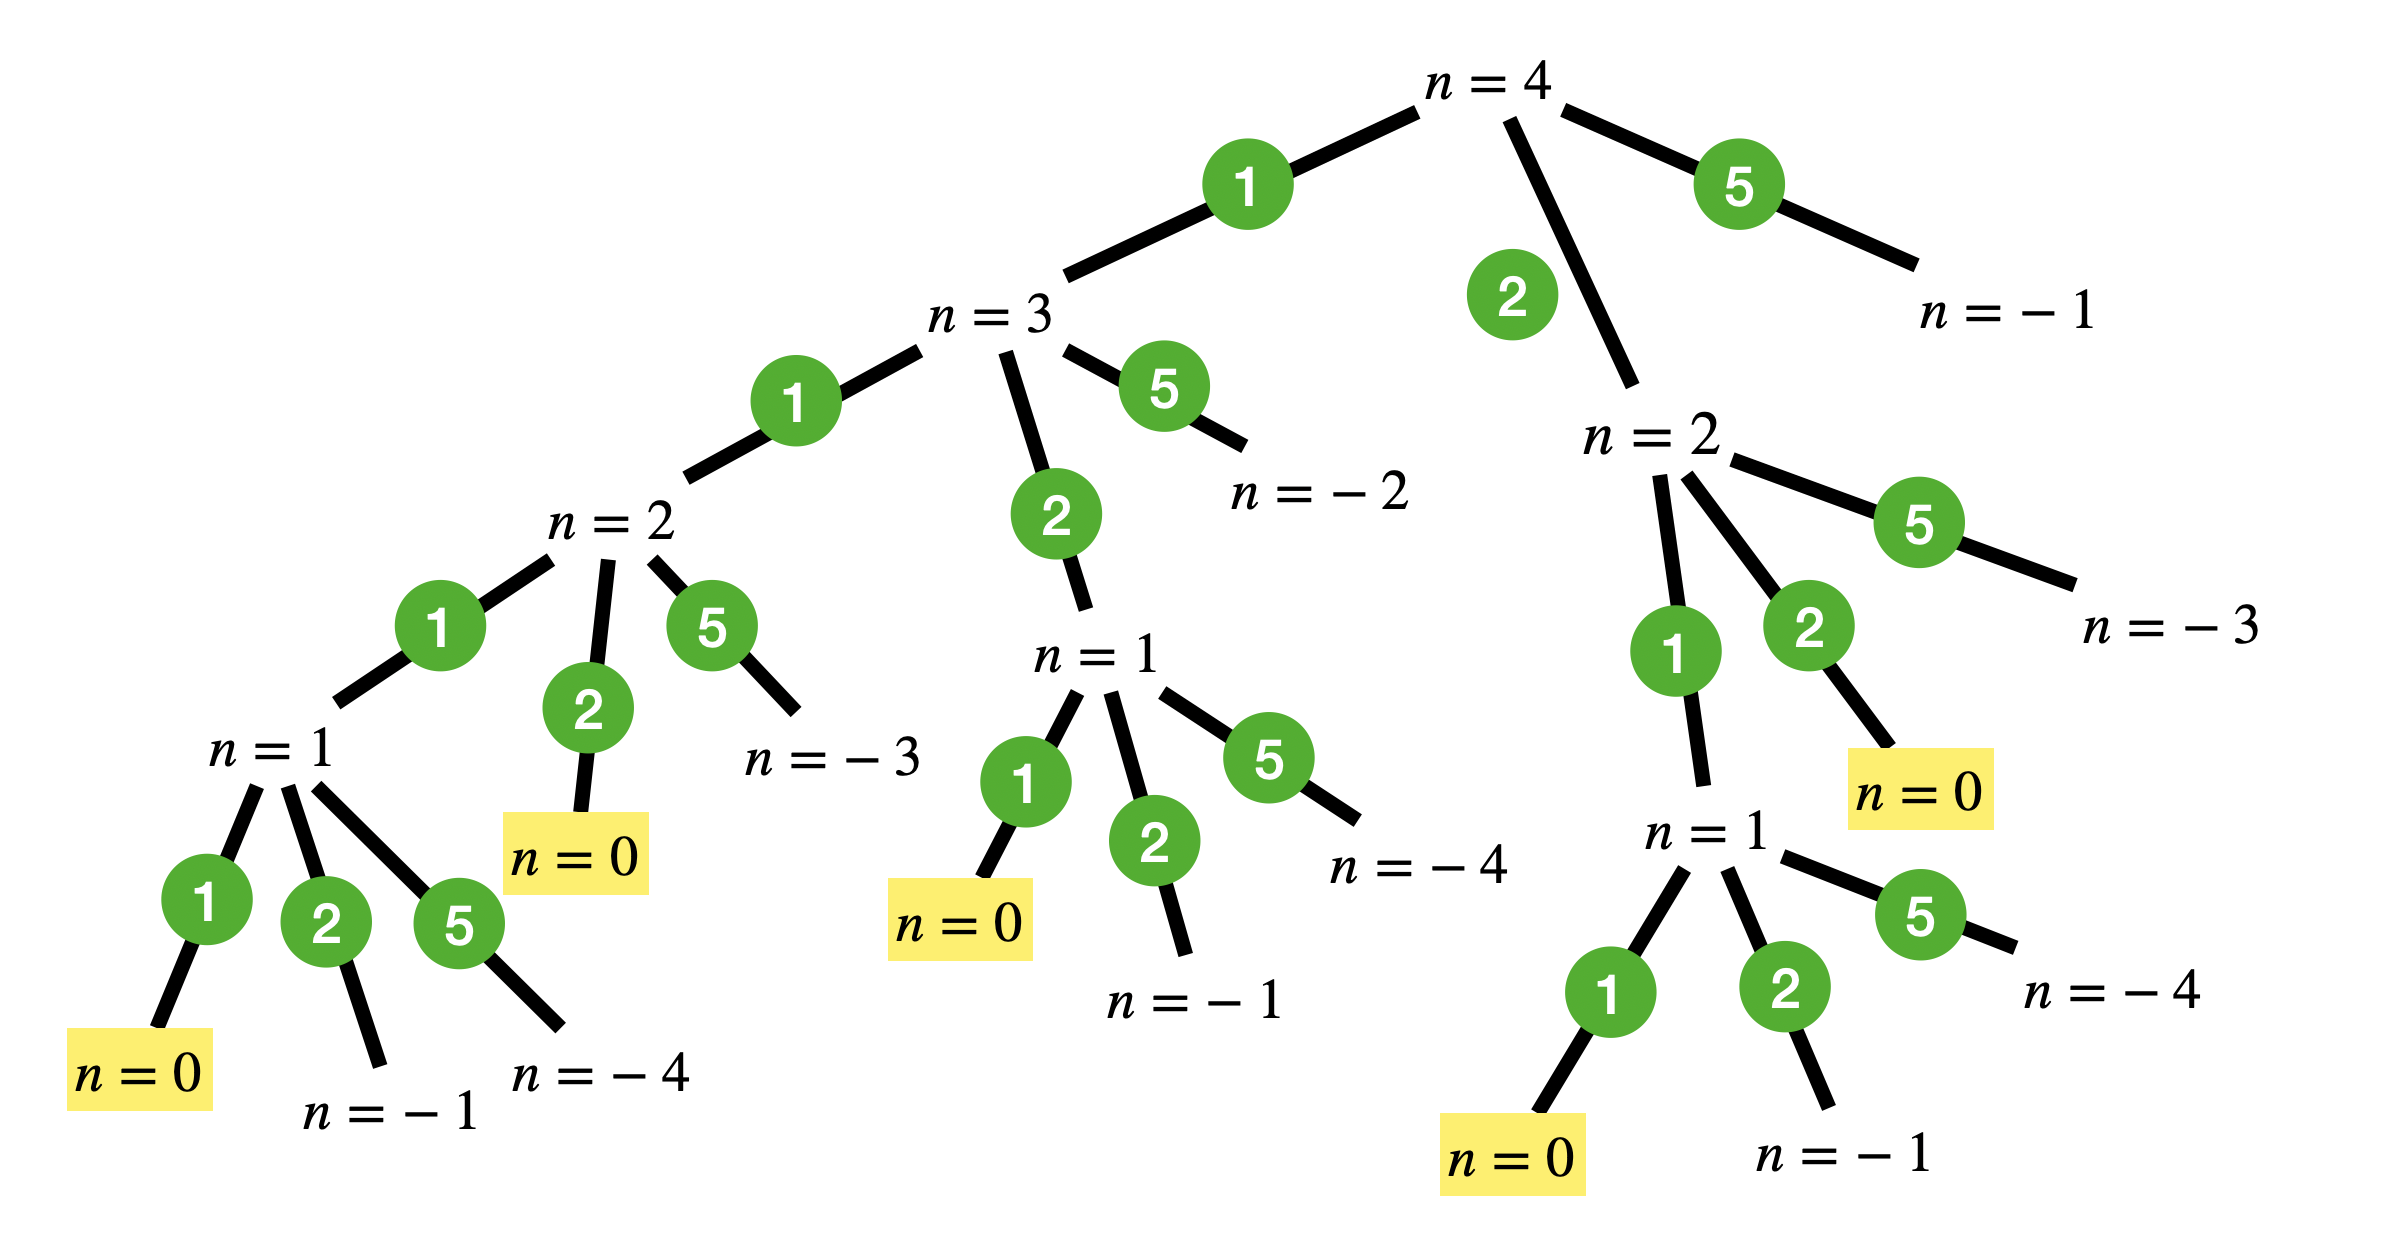 n = 4
1
5
2
n = 3
n = − 1
1
5
n = 2
2
n = − 2
n = 2
5
1
5
1
2
n = − 3
2
n = 1
n = 1
n = − 3
5
n = 0
1
2
n = 1
n = 0
n = − 4
1
2
5
n = 0
5
n = − 1
1
2
n = − 4
n = 0
n = − 1
n = − 4
n = 0
n = − 1